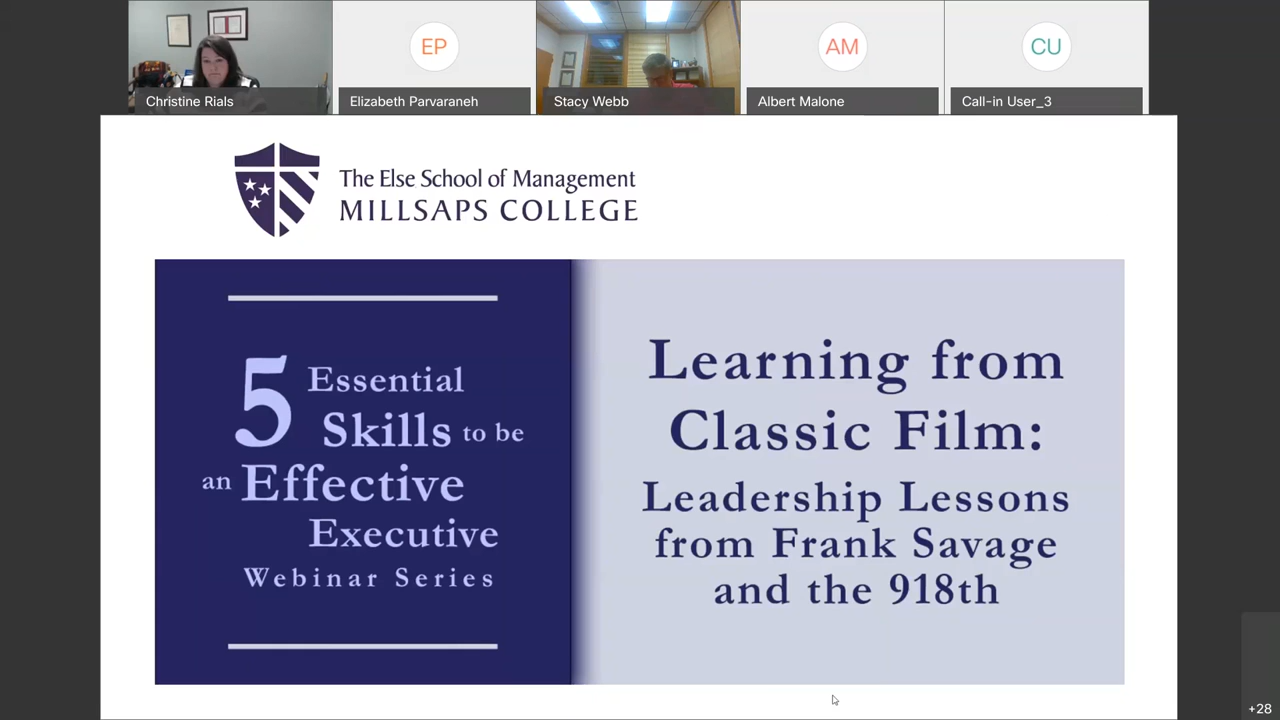 EP
AM
CU
Christine Rials
Elizabeth Parvaraneh
Stacy Webb
Albert Malone
Call-in User_3
The Else School of Management
MILLSAPS COLLEGE
5 Essential
Skills to be
an Effective
Executive
Webinar Series
Learning from
Classic Film:
Leadership Lessons
from Frank Savage
and the 918th
+28